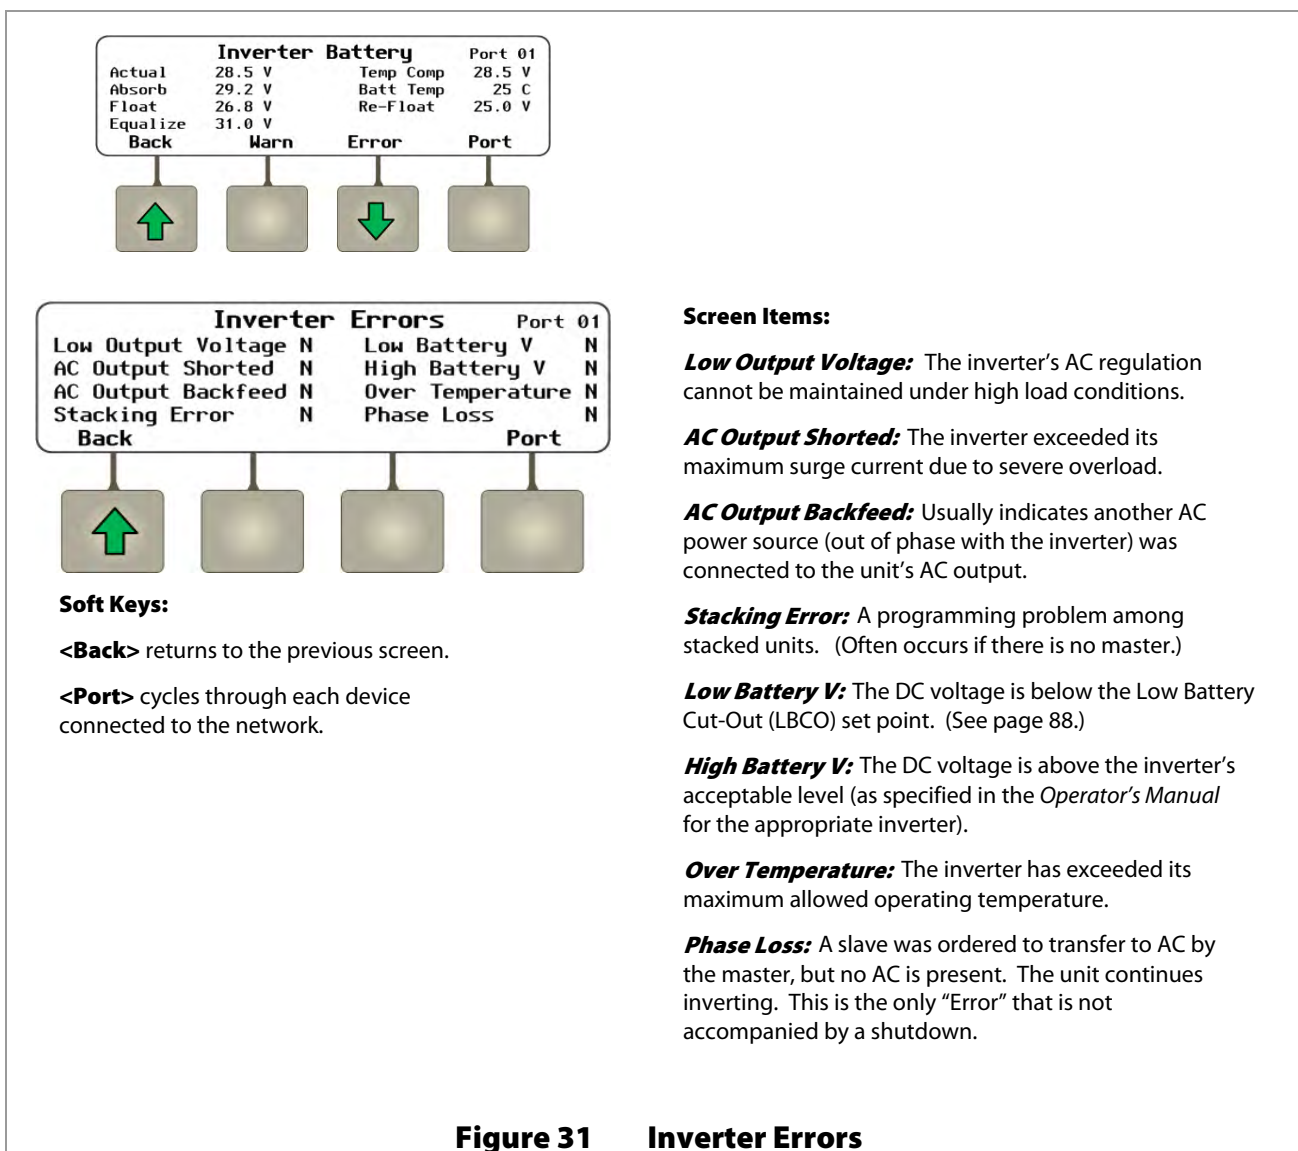 Inverter Battery Port 01
Actual 28.5 V Temp Comp 28.5 V
Absorb 29.2 V Batt Temp 25 C
Float 26.8 V Re-Float 25.0 V
Equalize 31.0 V
Back Warn Error Port
Inverter Errors Port 01
Low Output Voltage N Low Battery V N
AC Output Shorted N High Battery V N
AC Output Backfeed N Over Temperature N
Stacking Error N Phase Loss N
Back Port
Soft Keys:
<Back> returns to the previous screen.
<Port> cycles through each device
connected to the network.
Screen Items:
Low Output Voltage: The inverter’s AC regulation
cannot be maintained under high load conditions.
AC Output Shorted: The inverter exceeded its
maximum surge current due to severe overload.
AC Output Backfeed: Usually indicates another AC
power source (out of phase with the inverter) was
connected to the unit’s AC output.
Stacking Error: A programming problem among
stacked units. (Often occurs if there is no master.)
Low Battery V: The DC voltage is below the Low Battery
Cut-Out (LBCO) set point. (See page 88.)
High Battery V: The DC voltage is above the inverter’s
acceptable level (as specified in the Operator’s Manual
for the appropriate inverter).
Over Temperature: The inverter has exceeded its
maximum allowed operating temperature.
Phase Loss: A slave was ordered to transfer to AC by
the master, but no AC is present. The unit continues
inverting. This is the only “Error” that is not
accompanied by a shutdown.
Figure 31 Inverter Errors